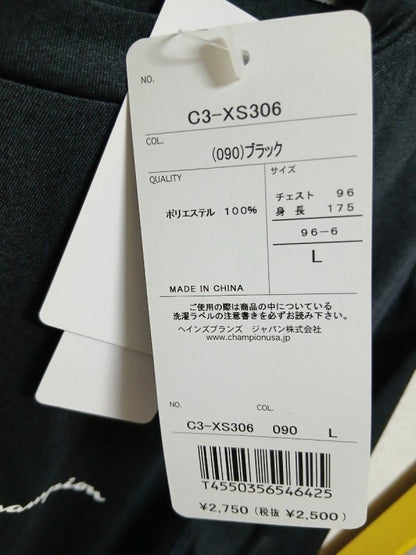 NO.
C3-XS306
COL.
(090)ブラック
QUALITY
サイズ
ポリエステル 100%
チェスト 96
身長 175
96-6
L
MADE IN CHINA
ご使用の際は商品の中についている
洗濯ラベルの注意書きを必ずお読み下さい。
ヘインズブランズ ジャパン株式会社
www.championusa.jp
NO. COL.
C3-XS306 090 L
T4550356546425
¥2,750(税抜 ¥2,500)
hampion